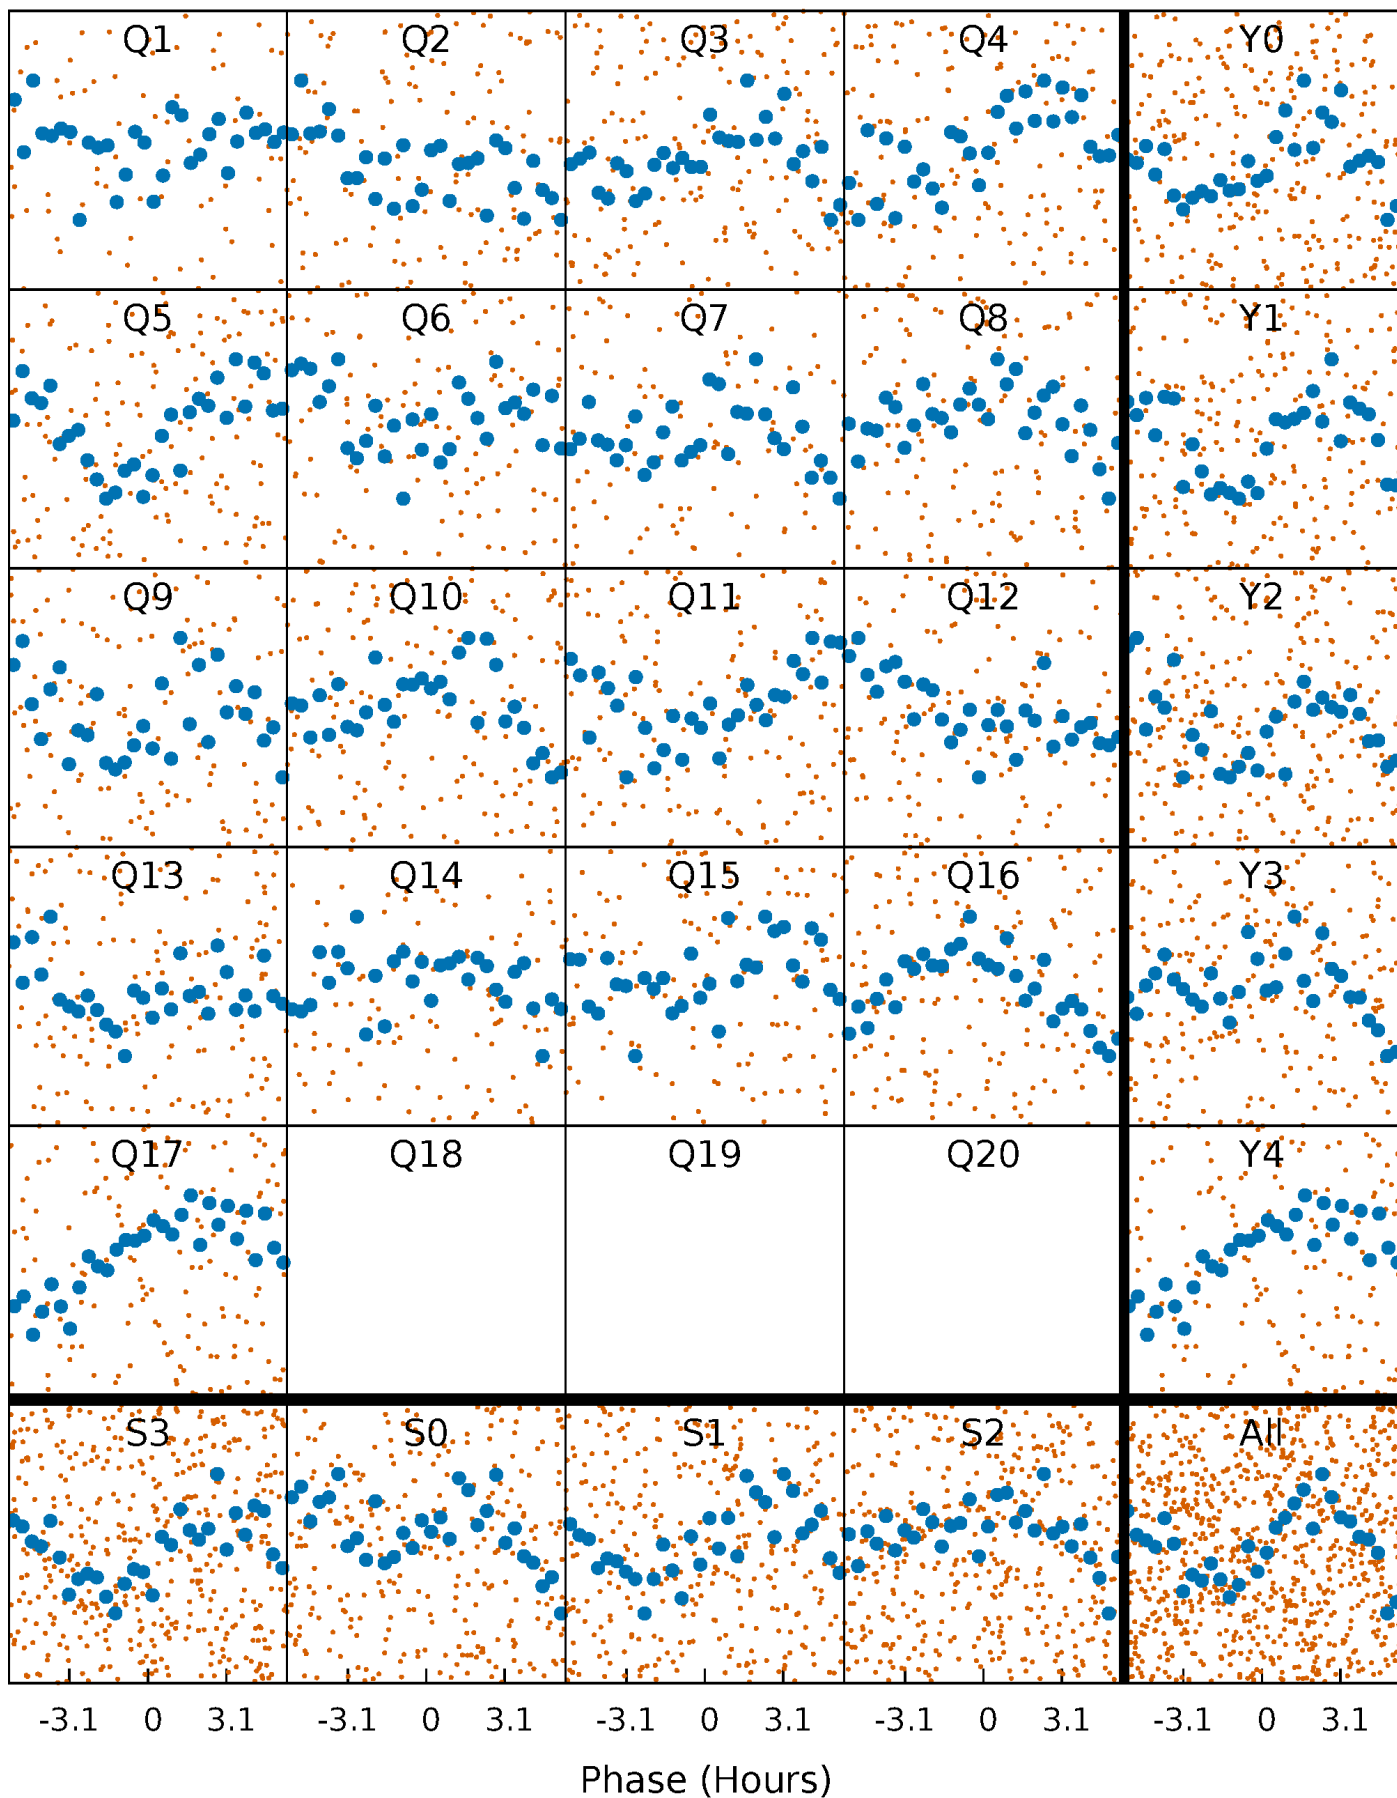 Q1 Q2 Q3 Q4 Y0
Q5 Q6 Q7 Q8 Y1
Q9 Q10 Q11 Q12 Y2
Q13 Q14 Q15 Q16 Y3
Q17 Q18 Q19 Q20 Y4
S3 S0 S1 S2 All
-3.1 0 3.1 -3.1 0 3.1 -3.1 0 3.1 -3.1 0 3.1 -3.1 0 3.1
Phase (Hours)